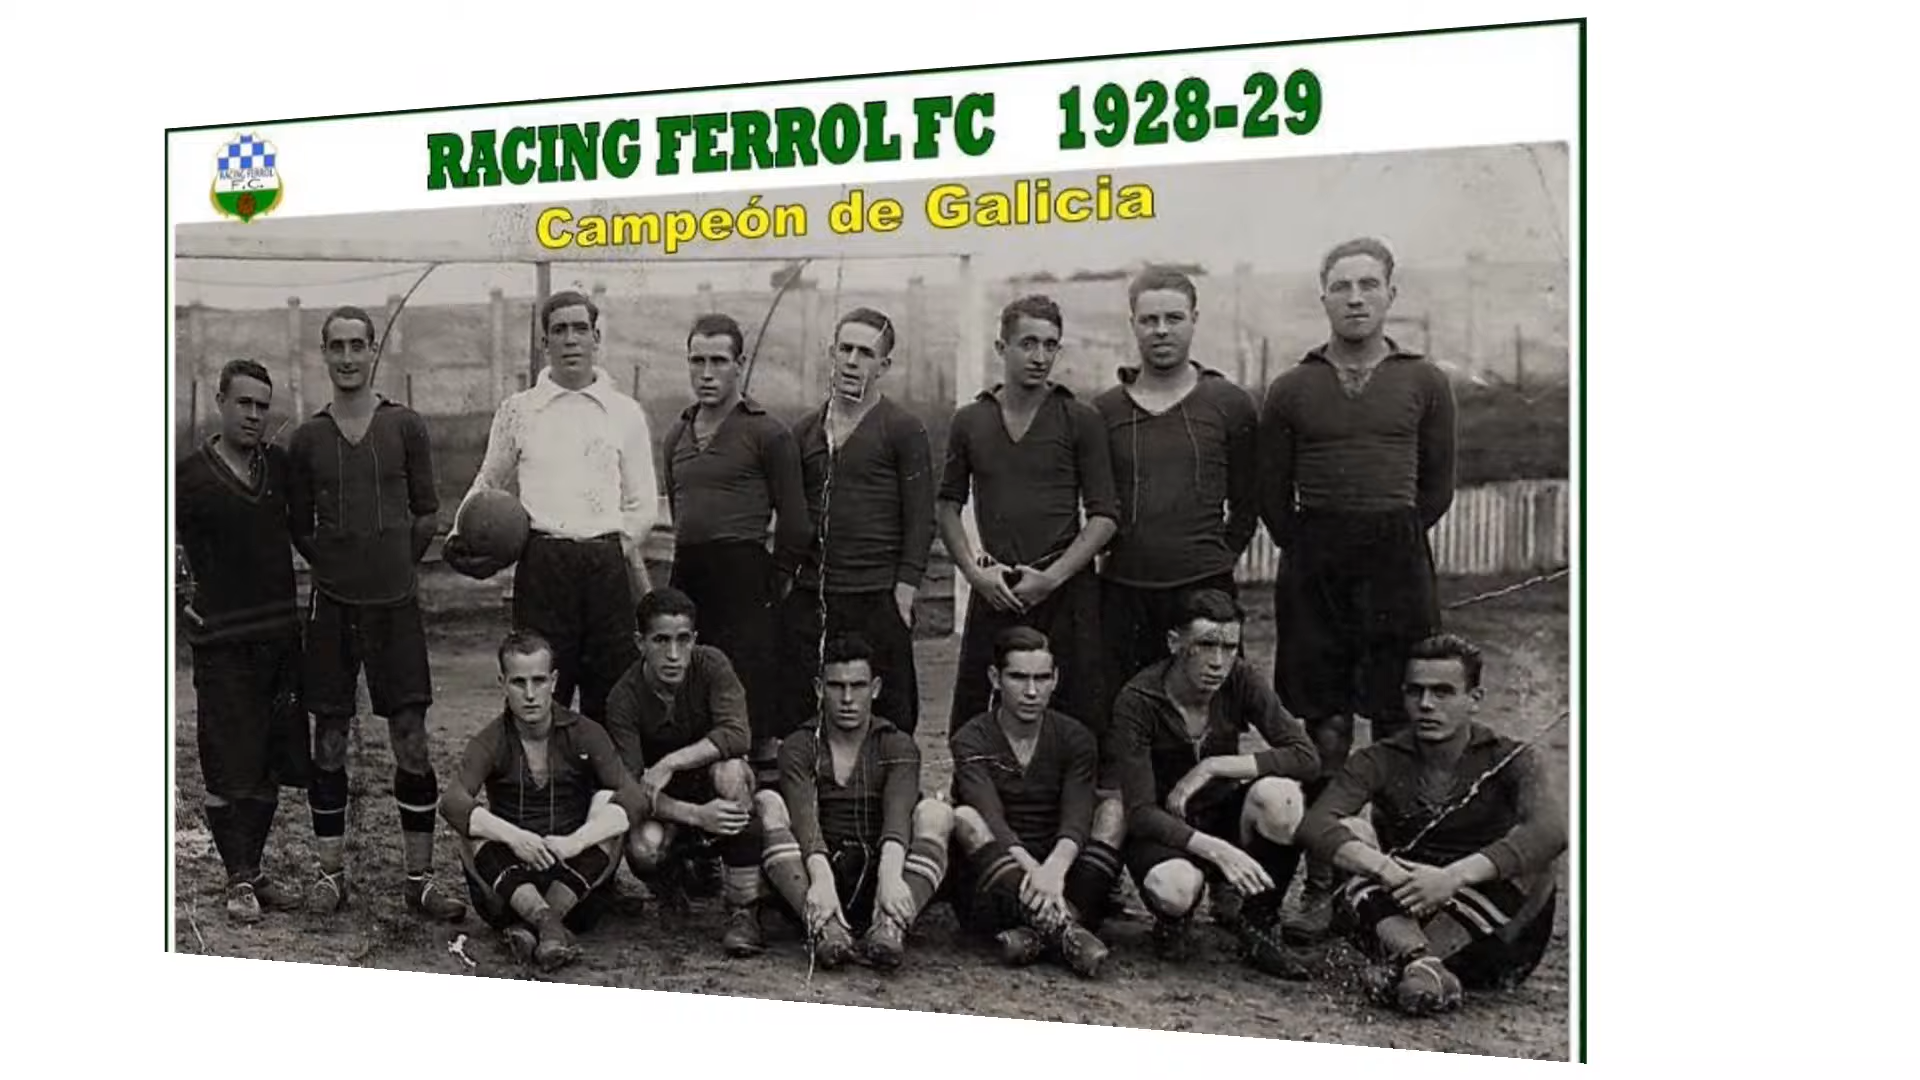 RACING FERROL FC 1928-29
RACING FERROL
F.C.
Campeón de Galicia